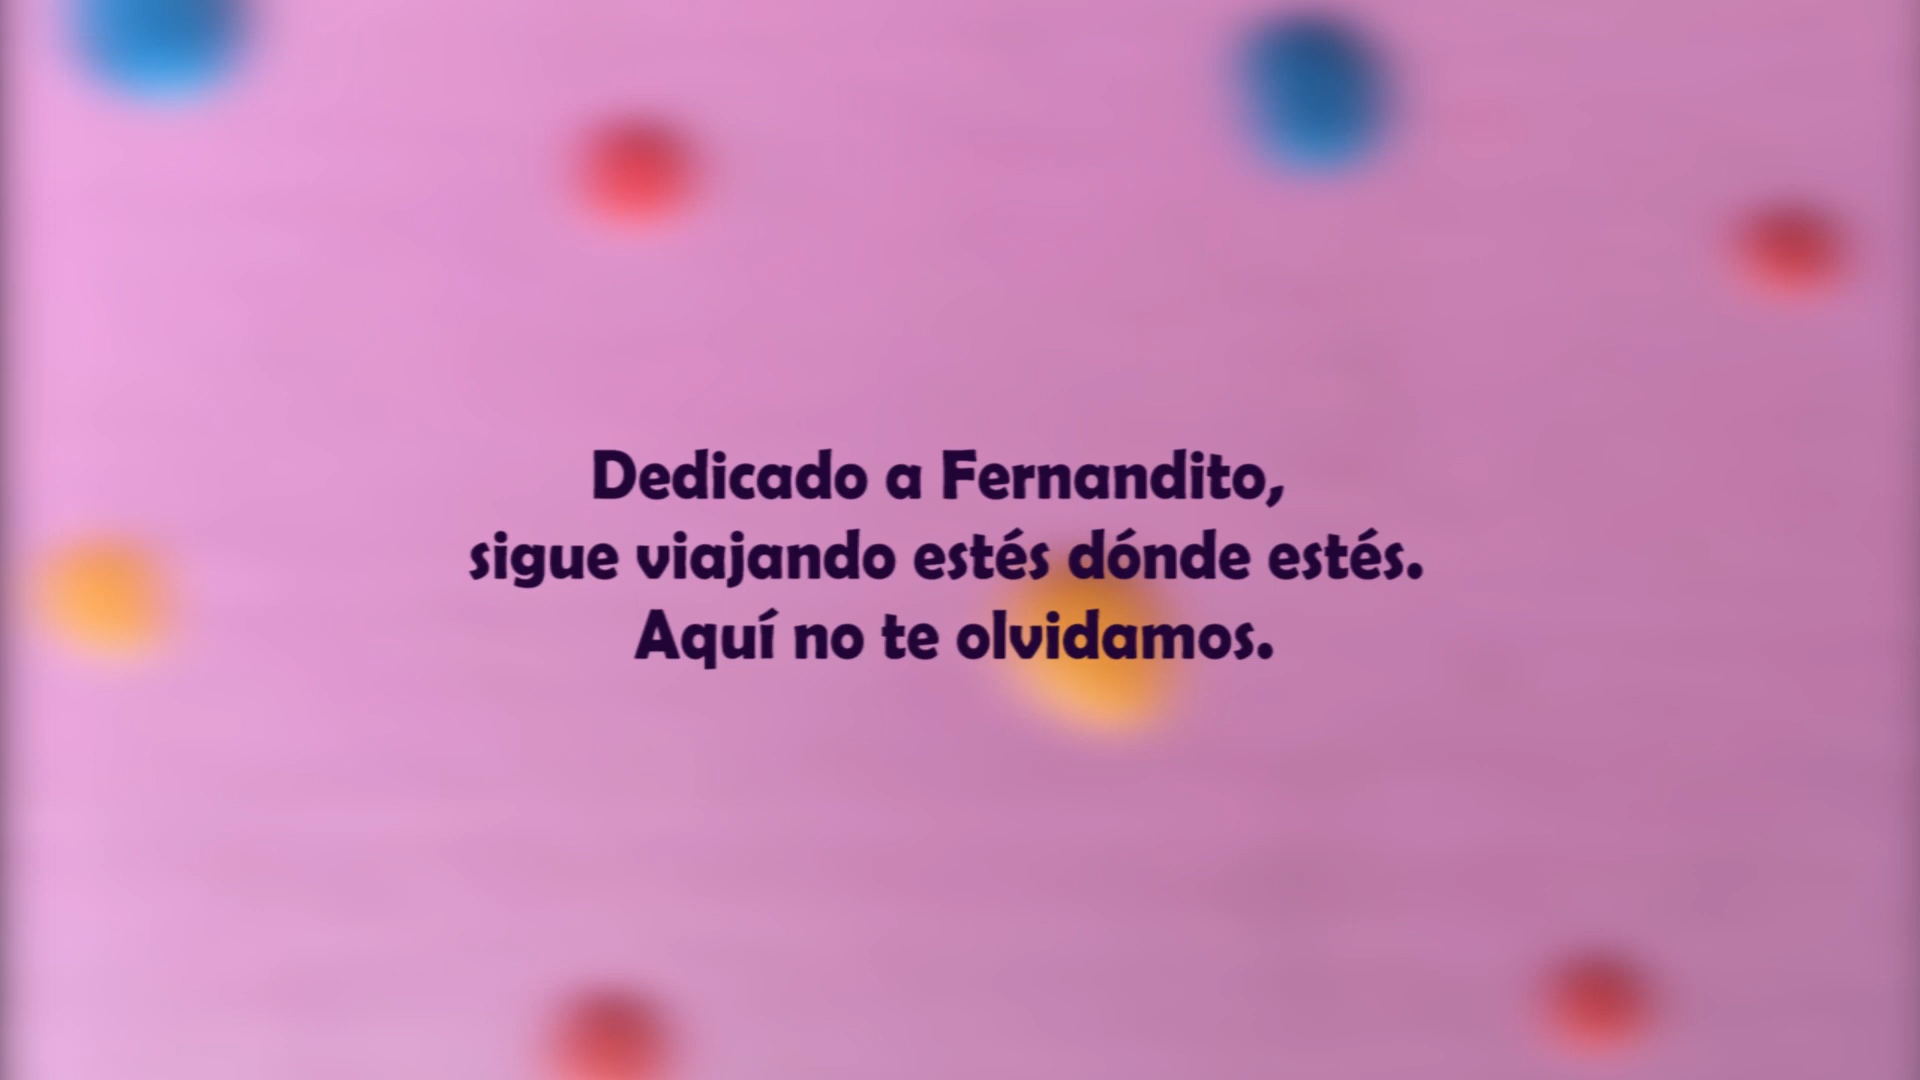 Dedicado a Fernandito,
sigue viajando estés dónde estés.
Aquí no te olvidamos.